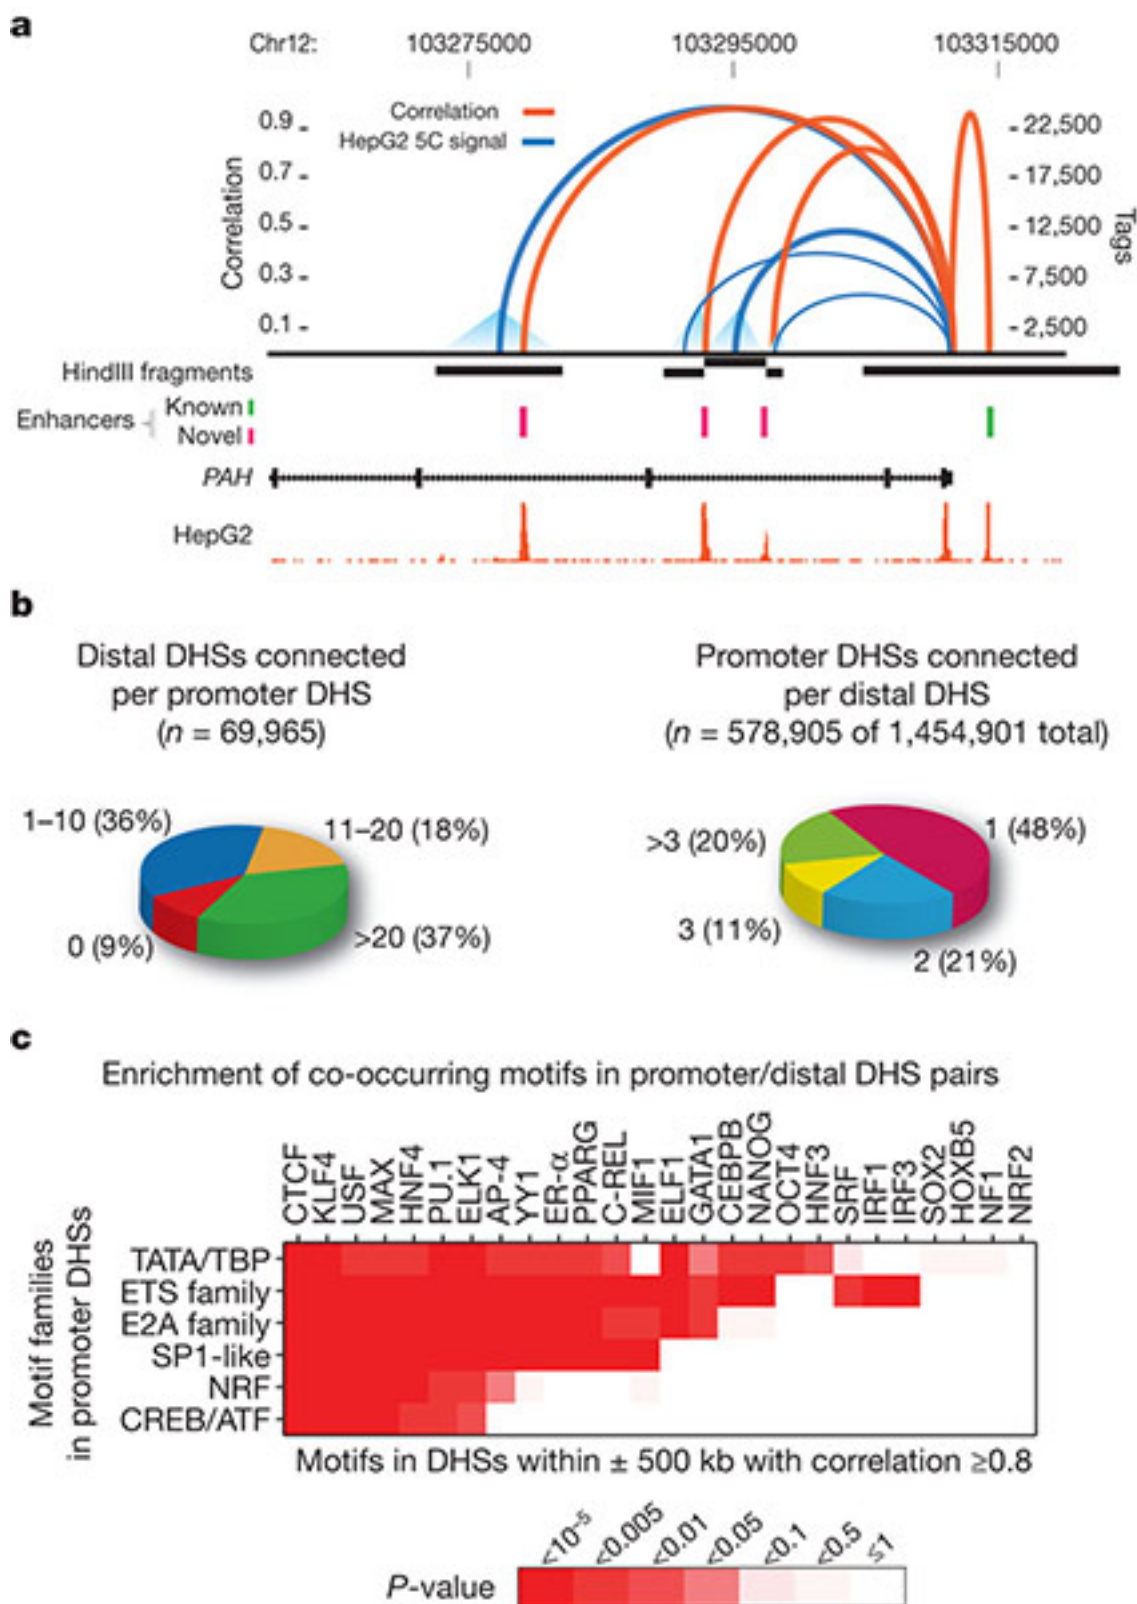 a
Chr12: 103275000 103295000 103315000
Correlation
HepG2 5C signal
Correlation
0.9
0.7
0.5
0.3
0.1
22,500
17,500
12,500
7,500
2,500
Tags
HindIII fragments
Enhancers
Known
Novel
PAH
HepG2
b
Distal DHSs connected
per promoter DHS
(n = 69,965)
1–10 (36%)
11–20 (18%)
0 (9%)
>20 (37%)
Promoter DHSs connected
per distal DHS
(n = 578,905 of 1,454,901 total)
>3 (20%)
1 (48%)
3 (11%)
2 (21%)
c
Enrichment of co-occurring motifs in promoter/distal DHS pairs
CTCF
KLF4
USF
MAX
HNF4
PU.1
ELK1
AP-4
YY1
ER-α
PPARG
C-REL
MIF1
ELF1
GATA1
CEBPB
NANOG
OCT4
HNF3
SRF
IRF1
IRF3
SOX2
HOXB5
NF1
NRF2
Motif families
in promoter DHSs
TATA/TBP
ETS family
E2A family
SP1-like
NRF
CREB/ATF
Motifs in DHSs within ± 500 kb with correlation ≥0.8
P-value
<10⁻⁵
<0.005
<0.01
<0.05
<0.1
<0.5
≤1